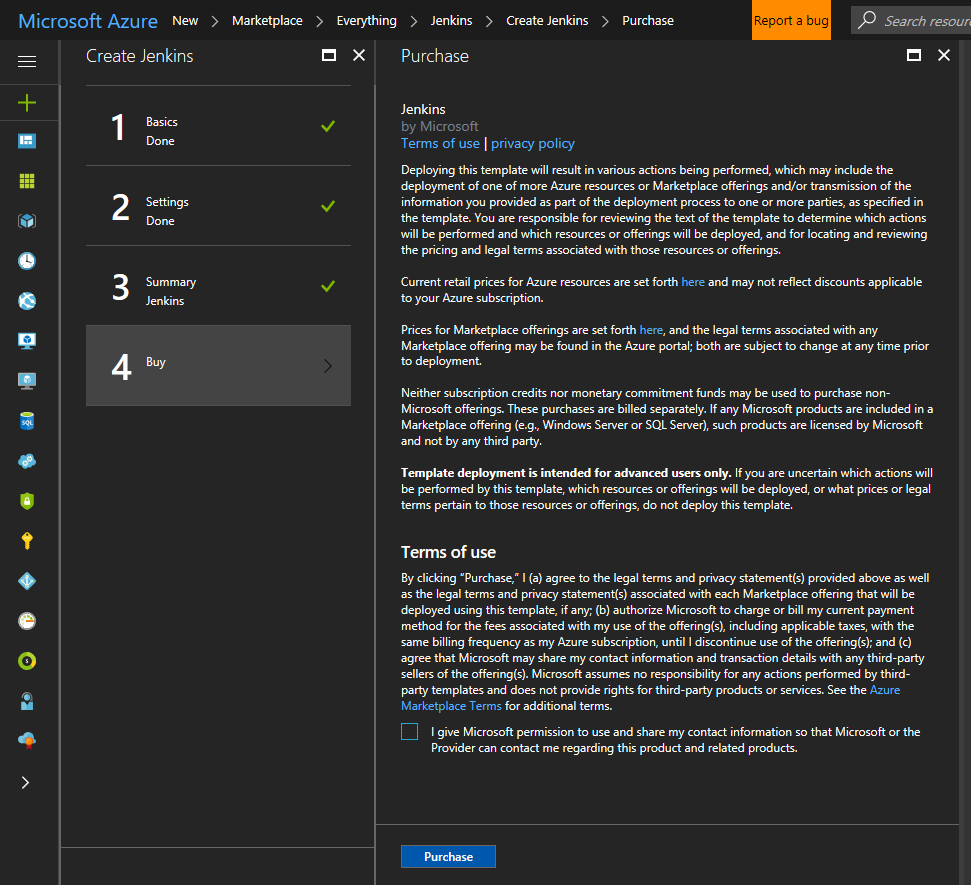 Microsoft Azure New > Marketplace > Everything > Jenkins > Create Jenkins > Purchase
Report a bug
Search resour
Create Jenkins
1 Basics
Done
2 Settings
Done
3 Summary
Jenkins
4 Buy
SQL
Purchase
Jenkins
by Microsoft
Terms of use | privacy policy
Deploying this template will result in various actions being performed, which may include the
deployment of one of more Azure resources or Marketplace offerings and/or transmission of the
information you provided as part of the deployment process to one or more parties, as specified in
the template. You are responsible for reviewing the text of the template to determine which actions
will be performed and which resources or offerings will be deployed, and for locating and reviewing
the pricing and legal terms associated with those resources or offerings.
Current retail prices for Azure resources are set forth here and may not reflect discounts applicable
to your Azure subscription.
Prices for Marketplace offerings are set forth here, and the legal terms associated with any
Marketplace offering may be found in the Azure portal; both are subject to change at any time prior
to deployment.
Neither subscription credits nor monetary commitment funds may be used to purchase non-
Microsoft offerings. These purchases are billed separately. If any Microsoft products are included in a
Marketplace offering (e.g., Windows Server or SQL Server), such products are licensed by Microsoft
and not by any third party.
Template deployment is intended for advanced users only. If you are uncertain which actions will
be performed by this template, which resources or offerings will be deployed, or what prices or legal
terms pertain to those resources or offerings, do not deploy this template.
Terms of use
By clicking “Purchase,” I (a) agree to the legal terms and privacy statement(s) provided above as well
as the legal terms and privacy statement(s) associated with each Marketplace offering that will be
deployed using this template, if any; (b) authorize Microsoft to charge or bill my current payment
method for the fees associated with my use of the offering(s), including applicable taxes, with the
same billing frequency as my Azure subscription, until I discontinue use of the offering(s); and (c)
agree that Microsoft may share my contact information and transaction details with any third-party
sellers of the offering(s). Microsoft assumes no responsibility for any actions performed by third-
party templates and does not provide rights for third-party products or services. See the Azure
Marketplace Terms for additional terms.
I give Microsoft permission to use and share my contact information so that Microsoft or the
Provider can contact me regarding this product and related products.
Purchase